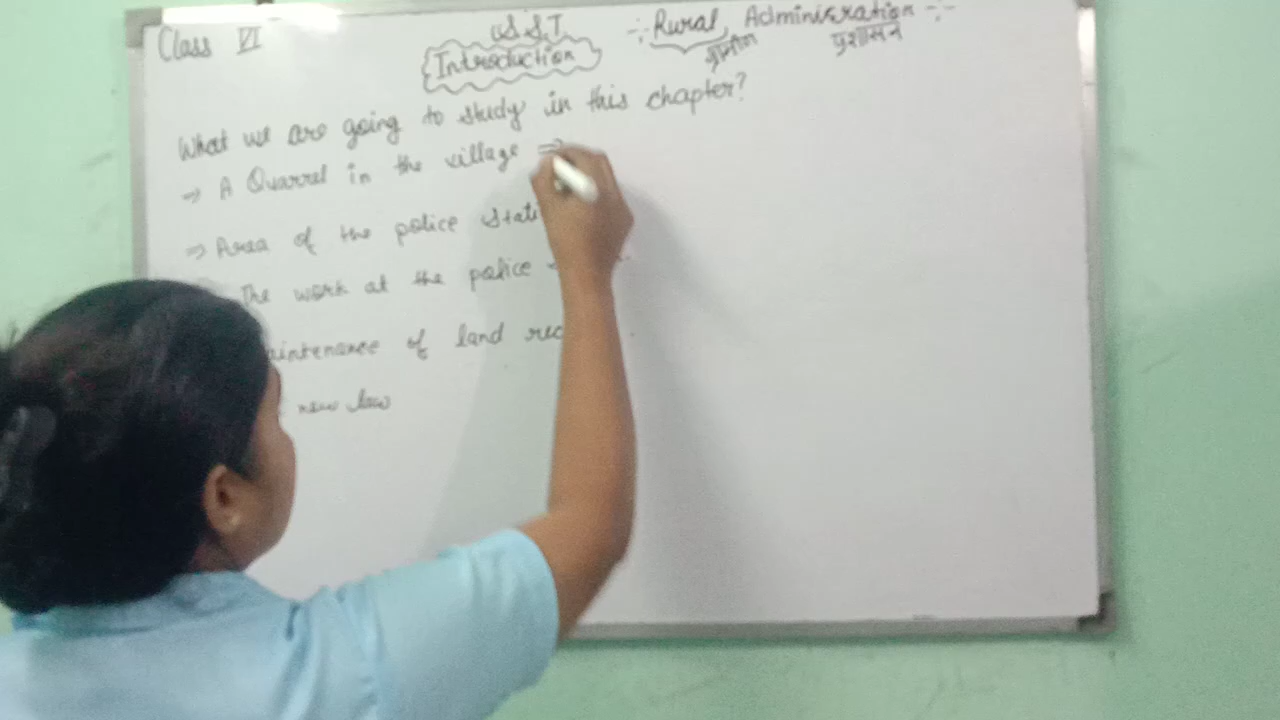 Class VI
S.S.T.
∴ Rural Administration ∴
ग्रामीण प्रशासन
Introduction
What we are going to study in this chapter?
⇒ A Quarrel in the village ⇒
⇒ Area of the police
The work at the police
of land
new law